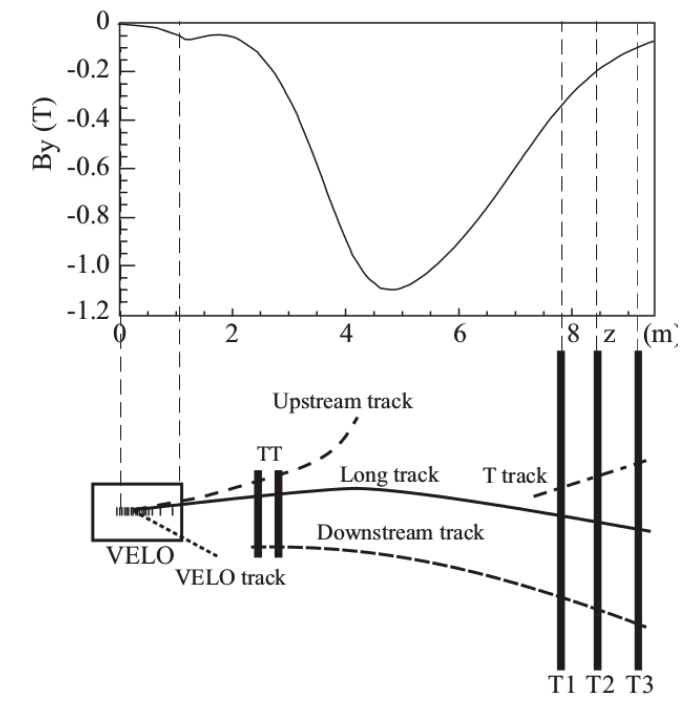 By (T)
0
-0.2
-0.4
-0.6
-0.8
-1.0
-1.2
0 2 4 6 8 z (m)
Upstream track
TT
Long track
T track
Downstream track
VELO
VELO track
T1 T2 T3